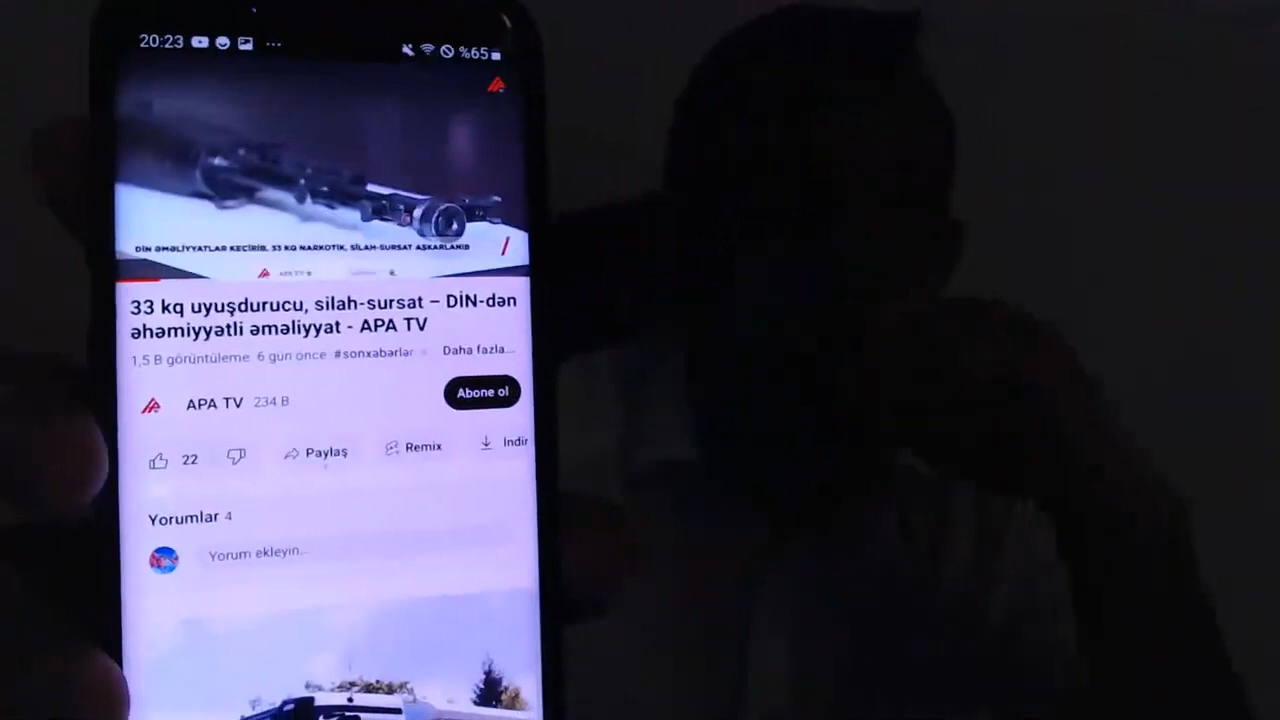 20:23 ... %65
DİN ƏMƏLİYYATLAR KEÇİRİB, 33 KQ NARKOTİK, SİLAH-SURSAT AŞKARLANIB
APA TV
33 kq uyuşdurucu, silah-sursat – DİN-dən
əhəmiyyətli əməliyyat - APA TV
1,5 B görüntüleme 6 gün önce #sonxəbərlər Daha fazla...
APA TV 234 B Abone ol
22 Paylaş Remix İndir
Yorumlar 4
Yorum ekleyin...